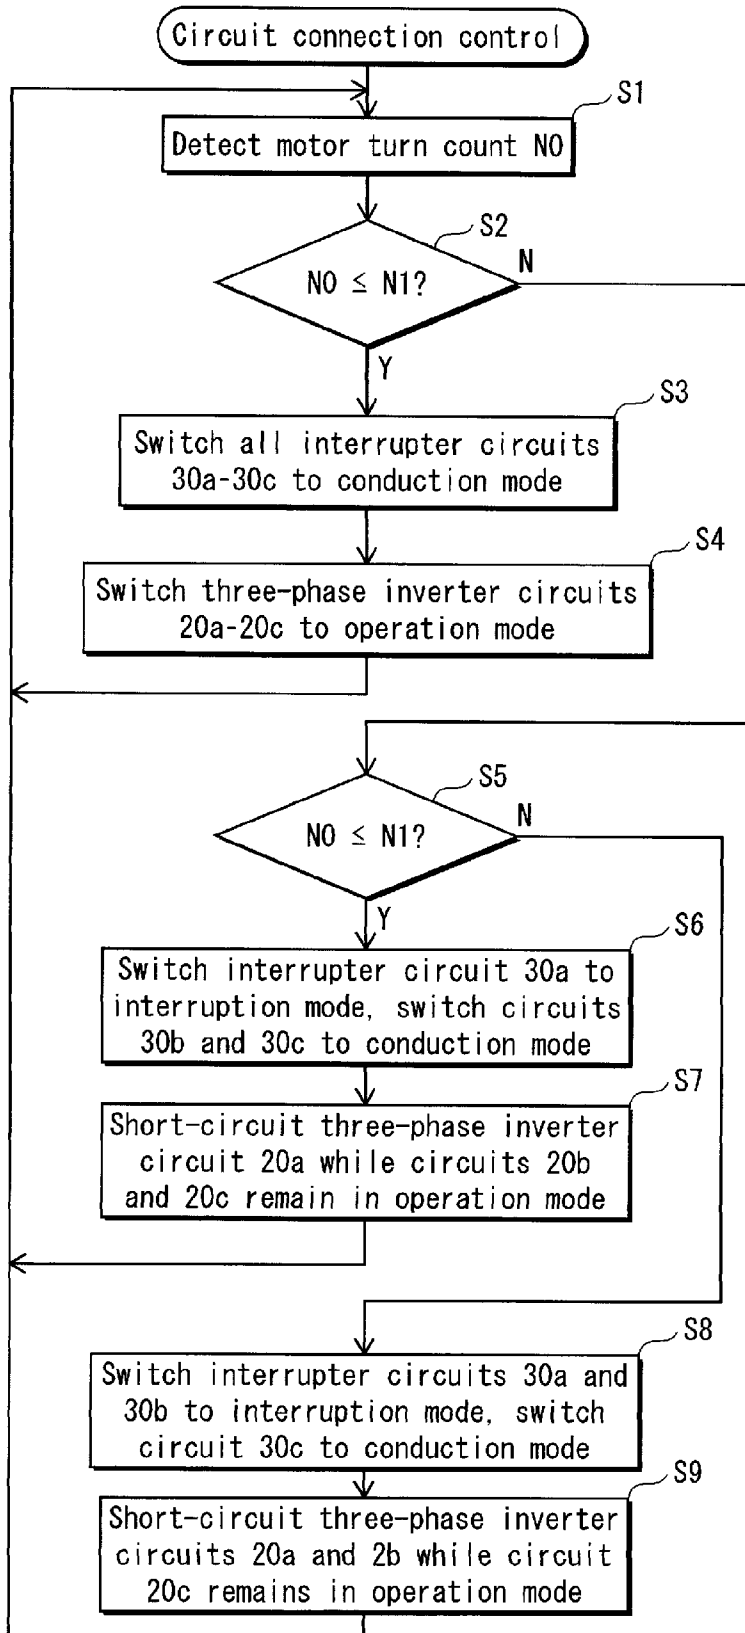 Circuit connection control
S1
Detect motor turn count N0
S2
N0 ≤ N1?
N
Y
S3
Switch all interrupter circuits
30a-30c to conduction mode
S4
Switch three-phase inverter circuits
20a-20c to operation mode
S5
N0 ≤ N1?
N
Y
S6
Switch interrupter circuit 30a to
interruption mode, switch circuits
30b and 30c to conduction mode
S7
Short-circuit three-phase inverter
circuit 20a while circuits 20b
and 20c remain in operation mode
S8
Switch interrupter circuits 30a and
30b to interruption mode, switch
circuit 30c to conduction mode
S9
Short-circuit three-phase inverter
circuits 20a and 2b while circuit
20c remains in operation mode